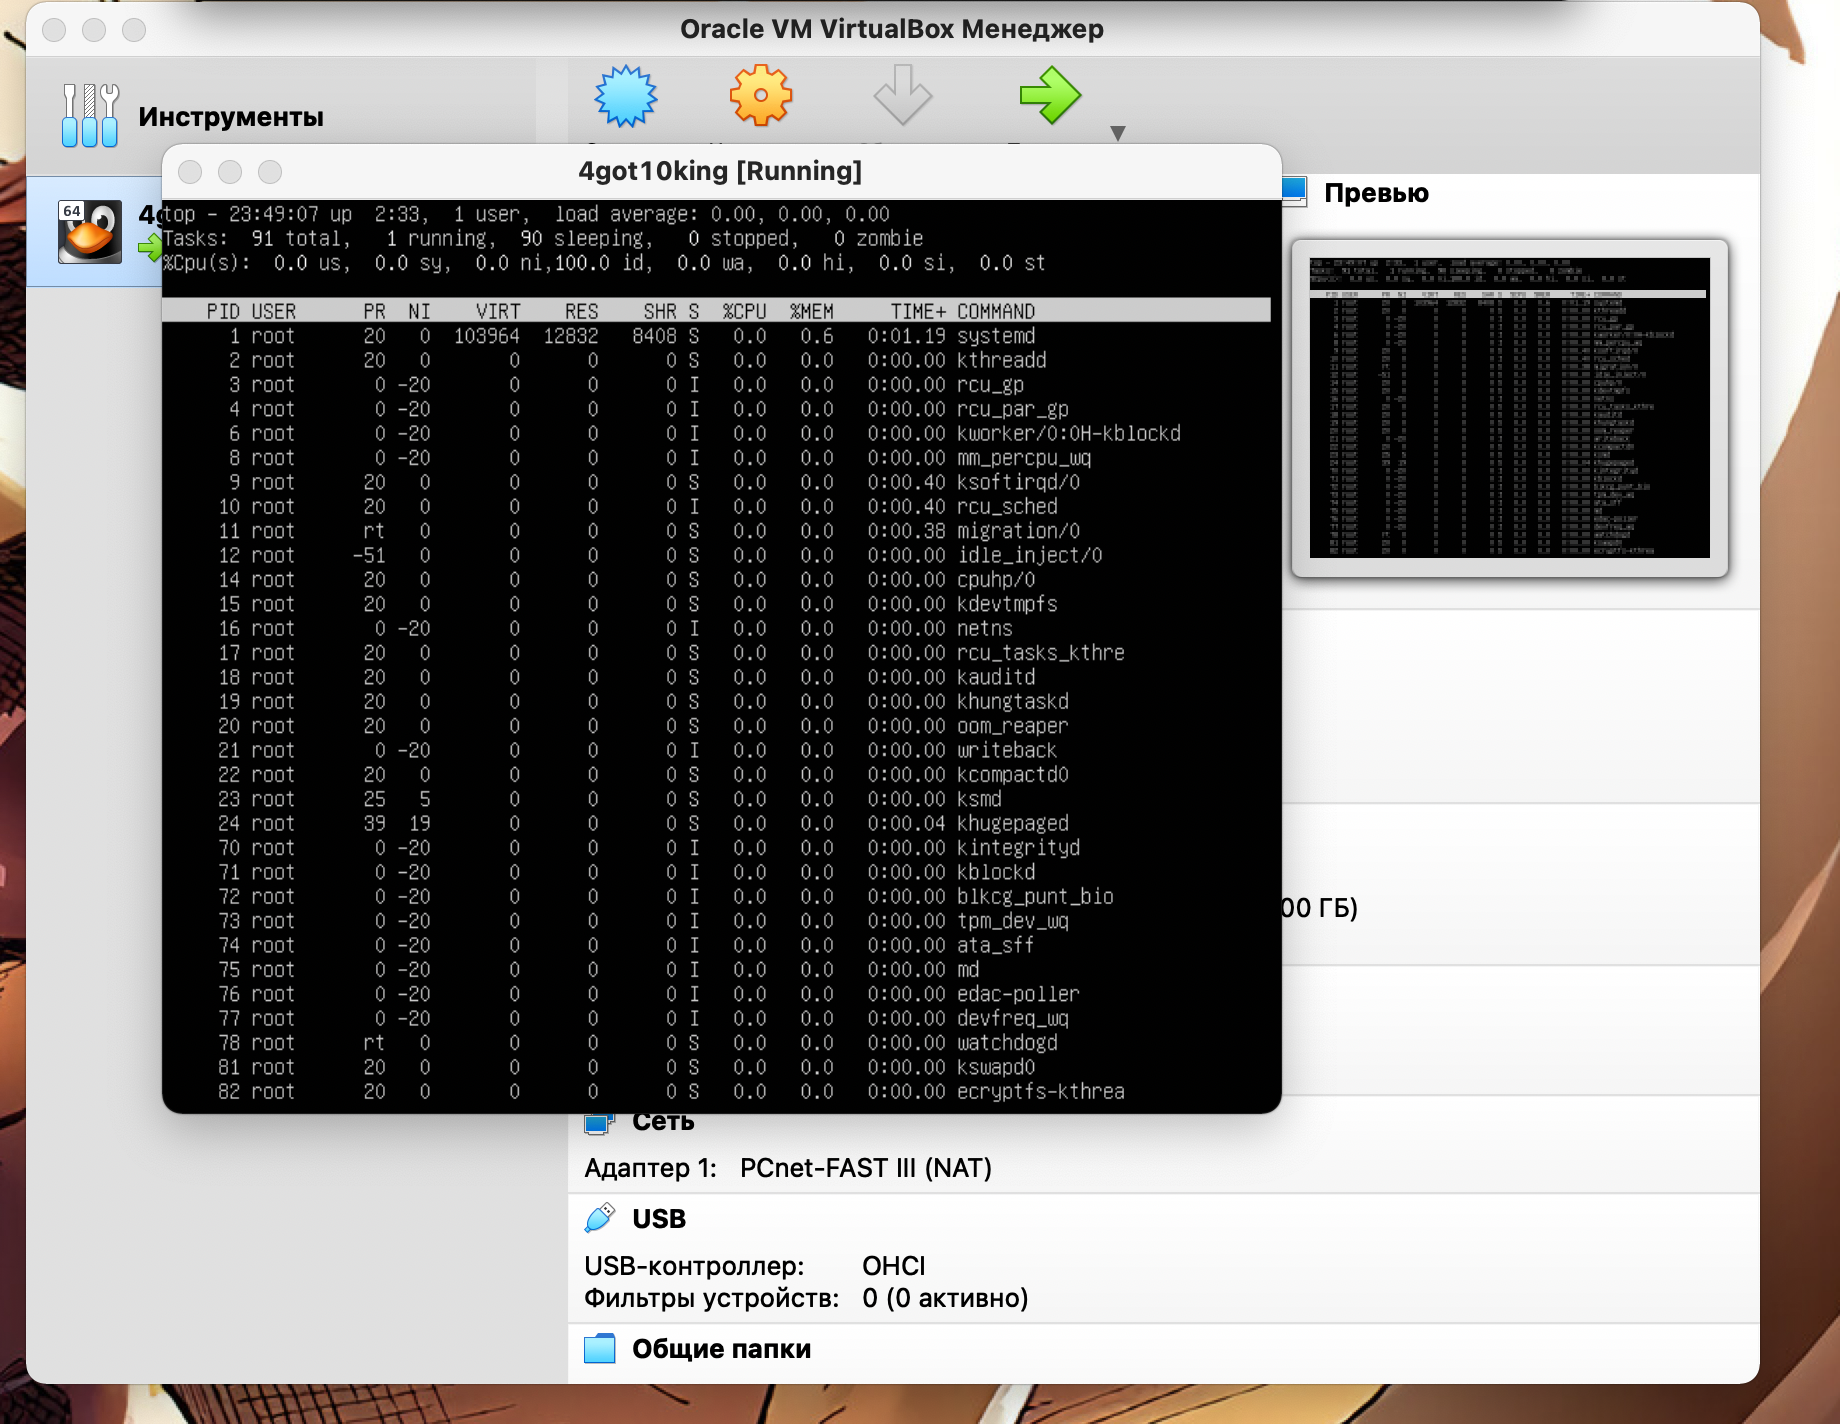 Oracle VM VirtualBox Менеджер
Инструменты
64
4g
4got10king [Running]
top - 23:49:07 up  2:33,  1 user,  load average: 0.00, 0.00, 0.00
Tasks:  91 total,   1 running,  90 sleeping,   0 stopped,   0 zombie
%Cpu(s):  0.0 us,  0.0 sy,  0.0 ni,100.0 id,  0.0 wa,  0.0 hi,  0.0 si,  0.0 st
PID USER PR NI VIRT RES SHR S %CPU %MEM TIME+ COMMAND
1 root 20 0 103964 12832 8408 S 0.0 0.6 0:01.19 systemd
2 root 20 0 0 0 0 S 0.0 0.0 0:00.00 kthreadd
3 root 0 -20 0 0 0 I 0.0 0.0 0:00.00 rcu_gp
4 root 0 -20 0 0 0 I 0.0 0.0 0:00.00 rcu_par_gp
6 root 0 -20 0 0 0 I 0.0 0.0 0:00.00 kworker/0:0H-kblockd
8 root 0 -20 0 0 0 I 0.0 0.0 0:00.00 mm_percpu_wq
9 root 20 0 0 0 0 S 0.0 0.0 0:00.40 ksoftirqd/0
10 root 20 0 0 0 0 I 0.0 0.0 0:00.40 rcu_sched
11 root rt 0 0 0 0 S 0.0 0.0 0:00.38 migration/0
12 root -51 0 0 0 0 S 0.0 0.0 0:00.00 idle_inject/0
14 root 20 0 0 0 0 S 0.0 0.0 0:00.00 cpuhp/0
15 root 20 0 0 0 0 S 0.0 0.0 0:00.00 kdevtmpfs
16 root 0 -20 0 0 0 I 0.0 0.0 0:00.00 netns
17 root 20 0 0 0 0 S 0.0 0.0 0:00.00 rcu_tasks_kthre
18 root 20 0 0 0 0 S 0.0 0.0 0:00.00 kauditd
19 root 20 0 0 0 0 S 0.0 0.0 0:00.00 khungtaskd
20 root 20 0 0 0 0 S 0.0 0.0 0:00.00 oom_reaper
21 root 0 -20 0 0 0 I 0.0 0.0 0:00.00 writeback
22 root 20 0 0 0 0 S 0.0 0.0 0:00.00 kcompactd0
23 root 25 5 0 0 0 S 0.0 0.0 0:00.00 ksmd
24 root 39 19 0 0 0 S 0.0 0.0 0:00.04 khugepaged
70 root 0 -20 0 0 0 I 0.0 0.0 0:00.00 kintegrityd
71 root 0 -20 0 0 0 I 0.0 0.0 0:00.00 kblockd
72 root 0 -20 0 0 0 I 0.0 0.0 0:00.00 blkcg_punt_bio
73 root 0 -20 0 0 0 I 0.0 0.0 0:00.00 tpm_dev_wq
74 root 0 -20 0 0 0 I 0.0 0.0 0:00.00 ata_sff
75 root 0 -20 0 0 0 I 0.0 0.0 0:00.00 md
76 root 0 -20 0 0 0 I 0.0 0.0 0:00.00 edac-poller
77 root 0 -20 0 0 0 I 0.0 0.0 0:00.00 devfreq_wq
78 root rt 0 0 0 0 S 0.0 0.0 0:00.00 watchdogd
81 root 20 0 0 0 0 S 0.0 0.0 0:00.00 kswapd0
82 root 20 0 0 0 0 S 0.0 0.0 0:00.00 ecryptfs-kthrea
Превью
00 ГБ)
Сеть
Адаптер 1: PCnet-FAST III (NAT)
USB
USB-контроллер: OHCI
Фильтры устройств: 0 (0 активно)
Общие папки